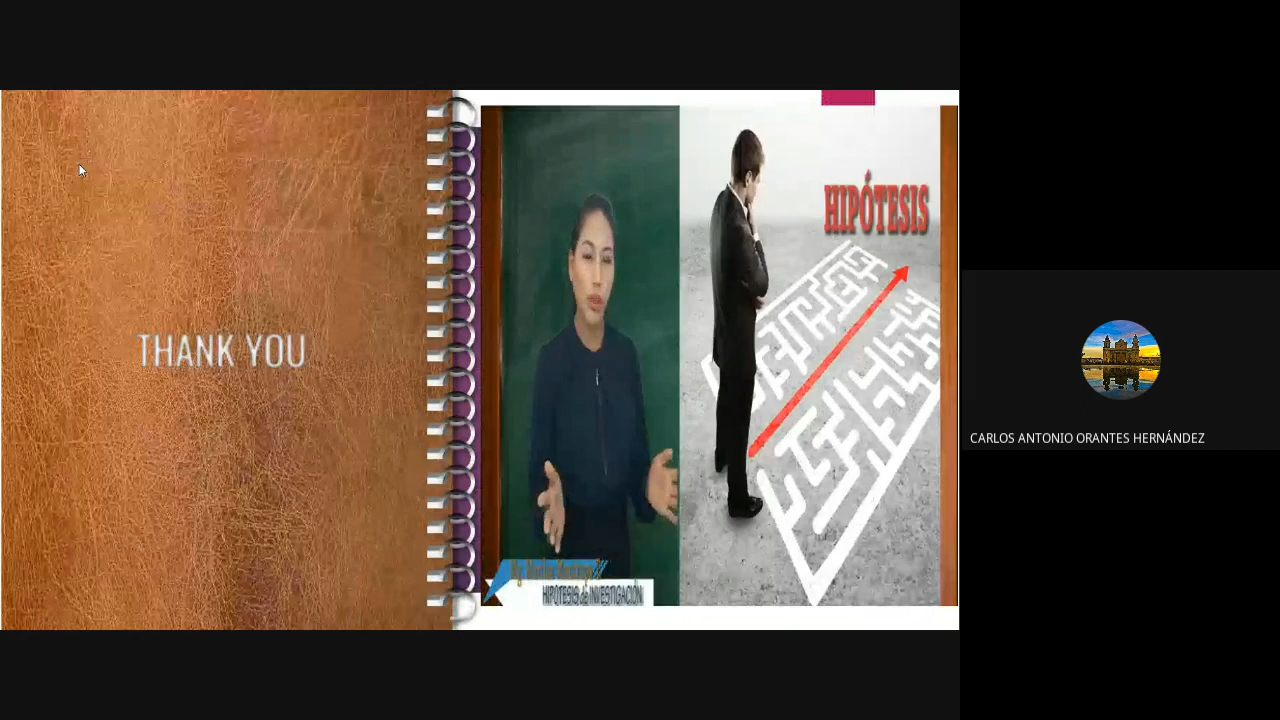 THANK YOU
HIPÓTESIS
HIPÓTESIS de INVESTIGACIÓN
CARLOS ANTONIO ORANTES HERNÁNDEZ